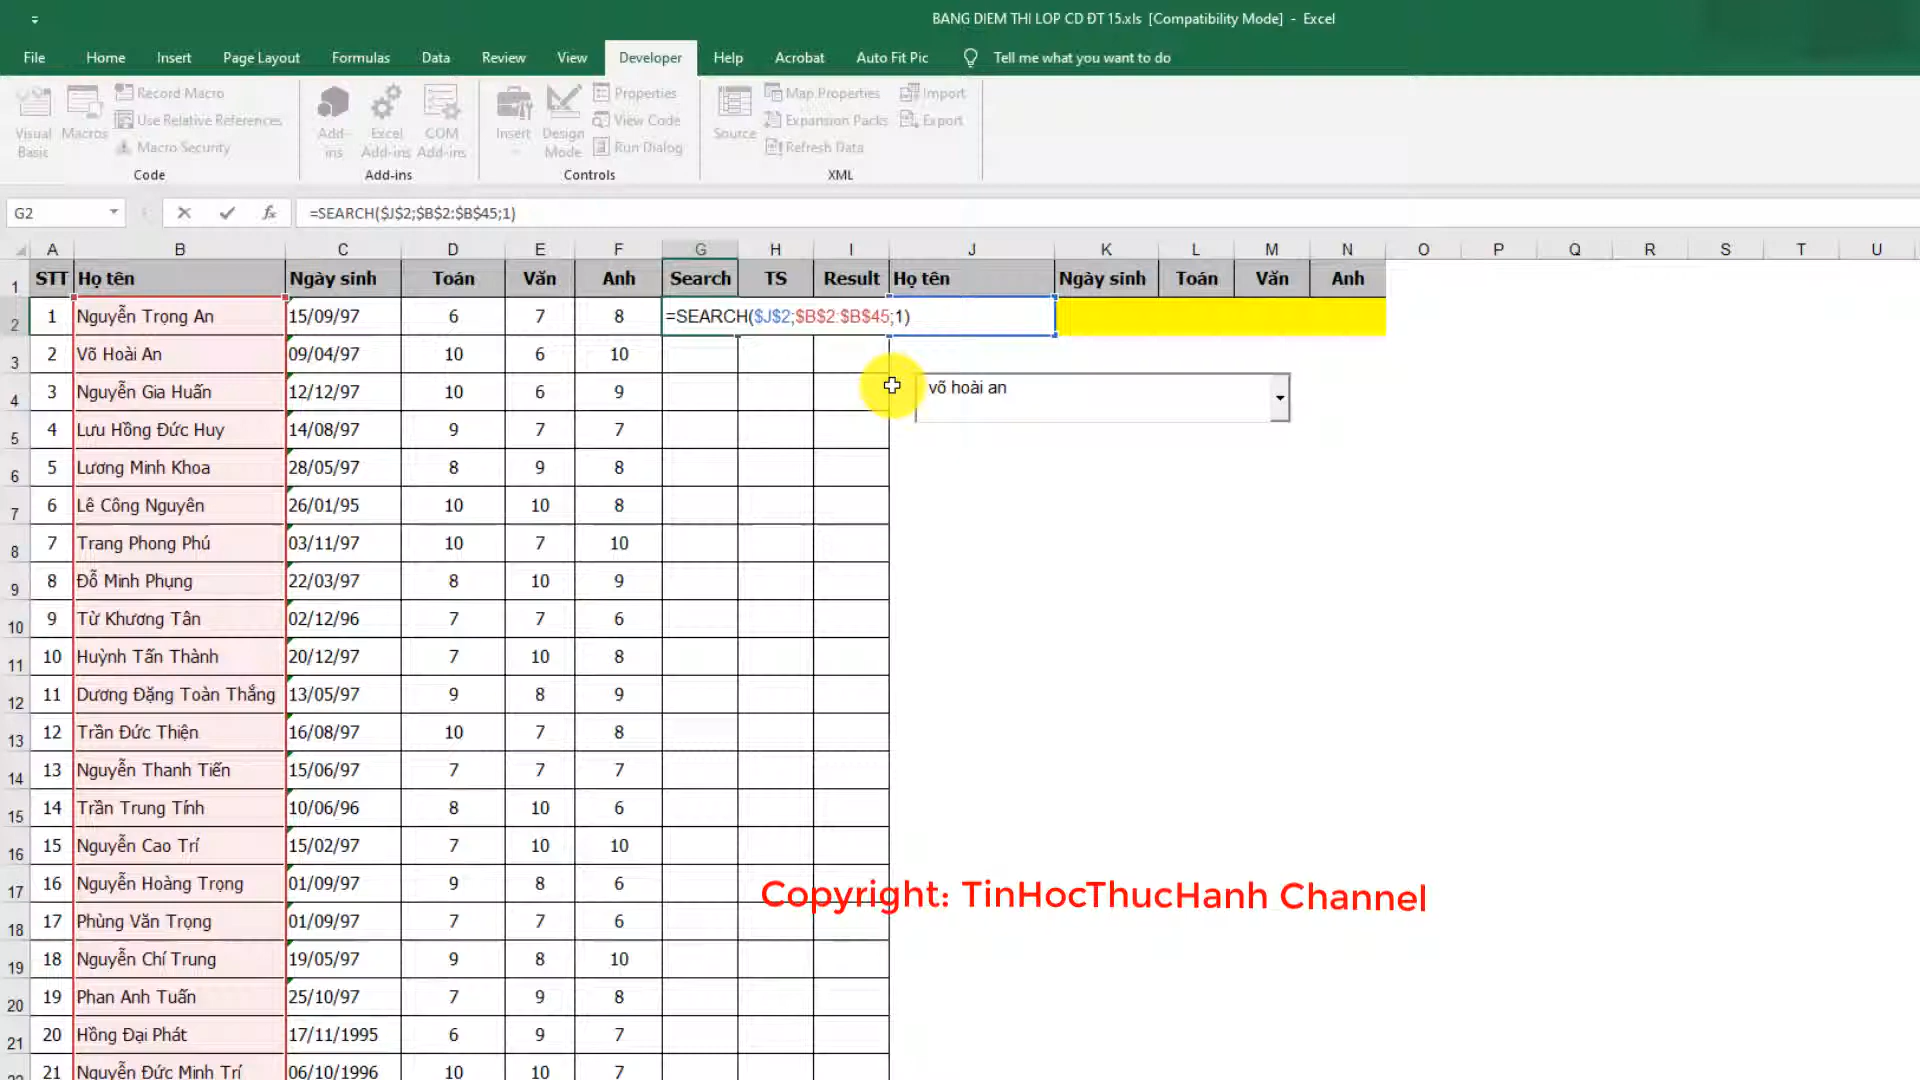 BANG DIEM THI LOP CD ĐT 15.xls [Compatibility Mode] - Excel
File Home Insert Page Layout Formulas Data Review View Developer Help Acrobat Auto Fit Pic Tell me what you want to do
Visual Basic Macros Record Macro Use Relative References Macro Security Add-ins Excel Add-ins COM Add-ins Insert Design Mode Properties View Code Run Dialog Source Map Properties Expansion Packs Refresh Data Import Export
Code Add-ins Controls XML
G2 fx =SEARCH($J$2;$B$2:$B$45;1)
A B C D E F G H I J K L M N O P Q R S T U
1 STT Họ tên Ngày sinh Toán Văn Anh Search TS Result Họ tên Ngày sinh Toán Văn Anh
2 1 Nguyễn Trọng An 15/09/97 6 7 8 =SEARCH($J$2;$B$2:$B$45;1)
3 2 Võ Hoài An 09/04/97 10 6 10
4 3 Nguyễn Gia Huấn 12/12/97 10 6 9 võ hoài an
5 4 Lưu Hồng Đức Huy 14/08/97 9 7 7
6 5 Lương Minh Khoa 28/05/97 8 9 8
7 6 Lê Công Nguyên 26/01/95 10 10 8
8 7 Trang Phong Phú 03/11/97 10 7 10
9 8 Đỗ Minh Phụng 22/03/97 8 10 9
10 9 Từ Khương Tân 02/12/96 7 7 6
11 10 Huỳnh Tấn Thành 20/12/97 7 10 8
12 11 Dương Đặng Toàn Thắng 13/05/97 9 8 9
13 12 Trần Đức Thiện 16/08/97 10 7 8
14 13 Nguyễn Thanh Tiến 15/06/97 7 7 7
15 14 Trần Trung Tính 10/06/96 8 10 6
16 15 Nguyễn Cao Trí 15/02/97 7 10 10
17 16 Nguyễn Hoàng Trọng 01/09/97 9 8 6
Copyright: TinHocThucHanh Channel
18 17 Phùng Văn Trọng 01/09/97 7 7 6
19 18 Nguyễn Chí Trung 19/05/97 9 8 10
20 19 Phan Anh Tuấn 25/10/97 7 9 8
21 20 Hồng Đại Phát 17/11/1995 6 9 7
21 Nguyễn Đức Minh Trí 06/10/1996 10 10 7